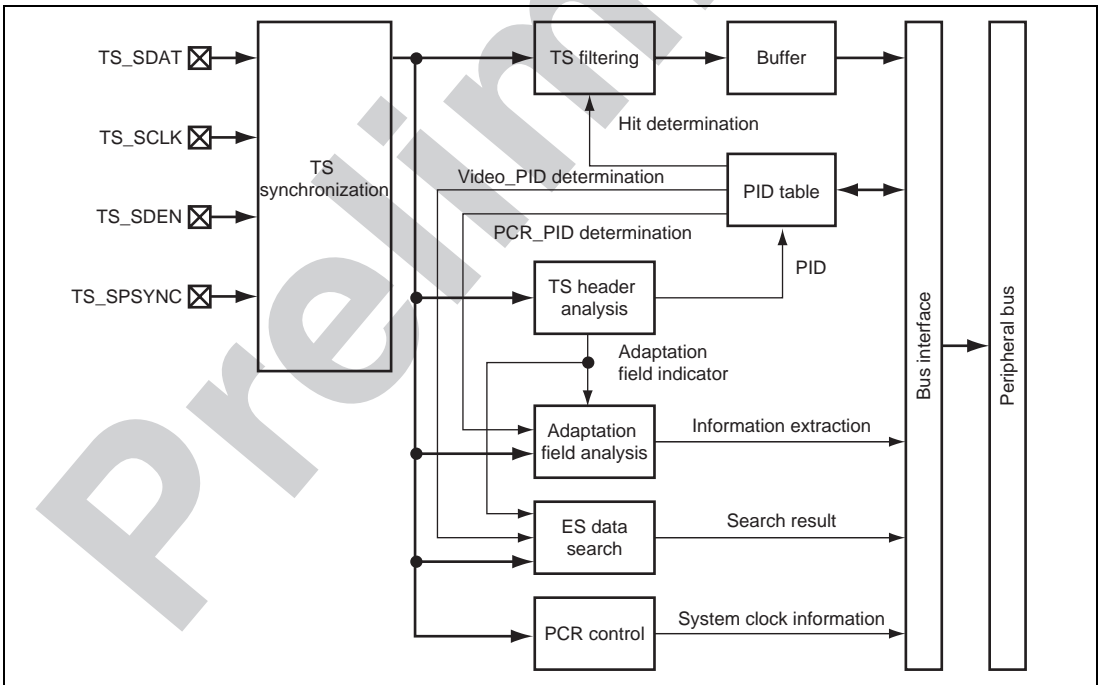 TS_SDAT
TS_SCLK
TS_SDEN
TS_SPSYNC
TS
synchronization
TS filtering
Buffer
Hit determination
Video_PID determination
PID table
PCR_PID determination
PID
TS header
analysis
Adaptation
field indicator
Adaptation
field analysis
Information extraction
ES data
search
Search result
PCR control
System clock information
Bus interface
Peripheral bus
Prelim